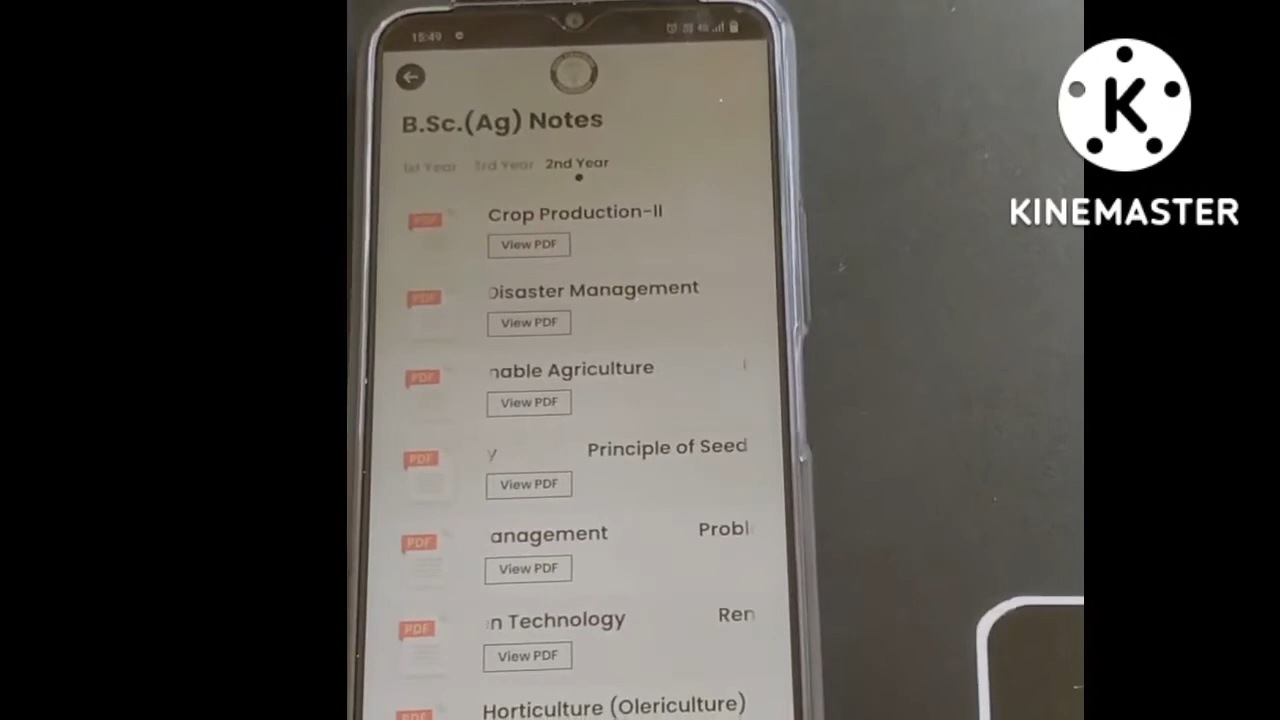 15:49
B.Sc.(Ag) Notes
1st Year 3rd Year 2nd Year
PDF
Crop Production-II
View PDF
PDF
Disaster Management
View PDF
PDF
nable Agriculture
View PDF
PDF
y Principle of Seed
View PDF
PDF
anagement Probl
View PDF
PDF
n Technology Ren
View PDF
PDF
Horticulture (Olericulture)
K
KINEMASTER